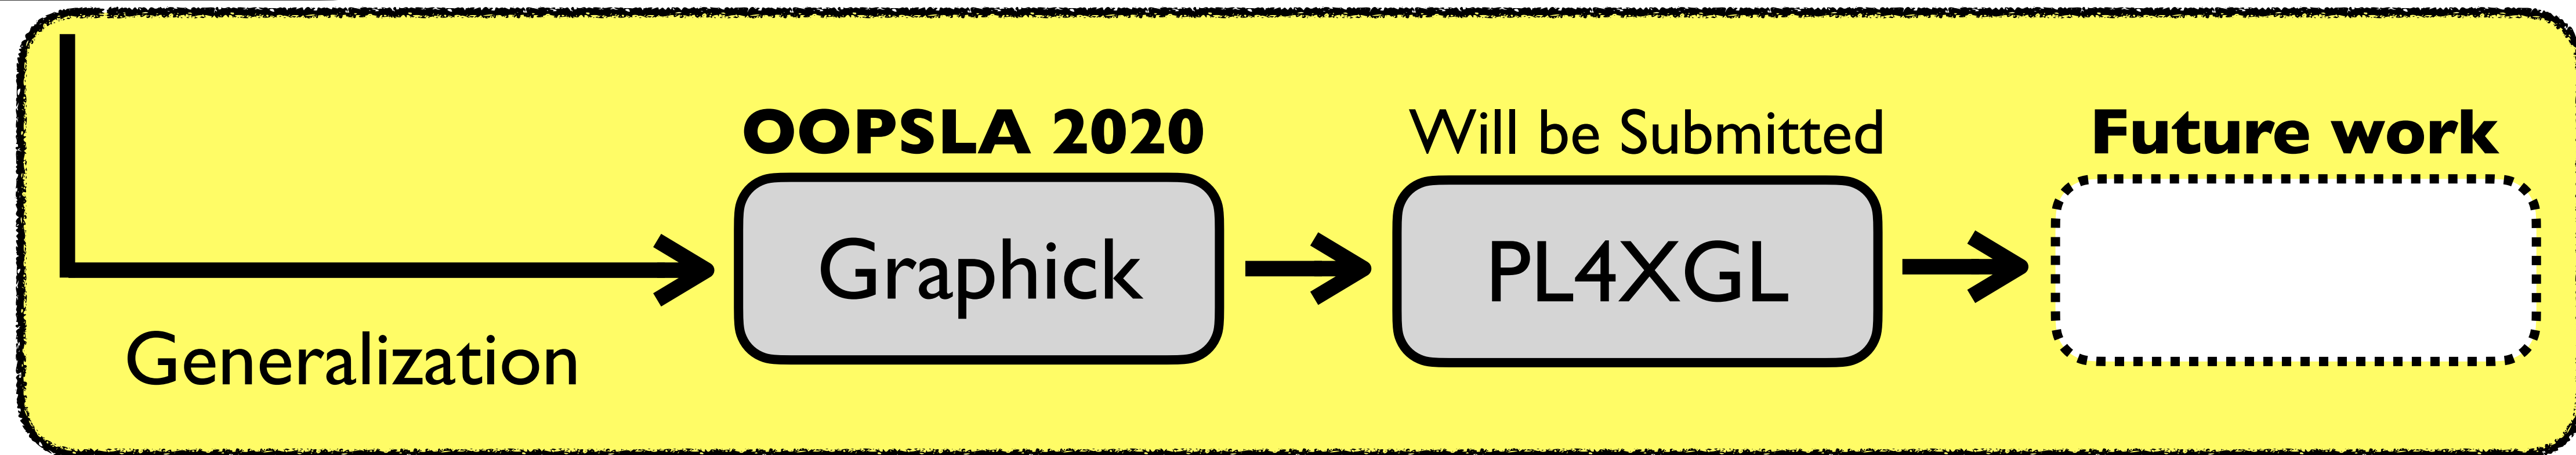 OOPSLA 2020
Will be Submitted
Future work
Graphick
PL4XGL
Generalization